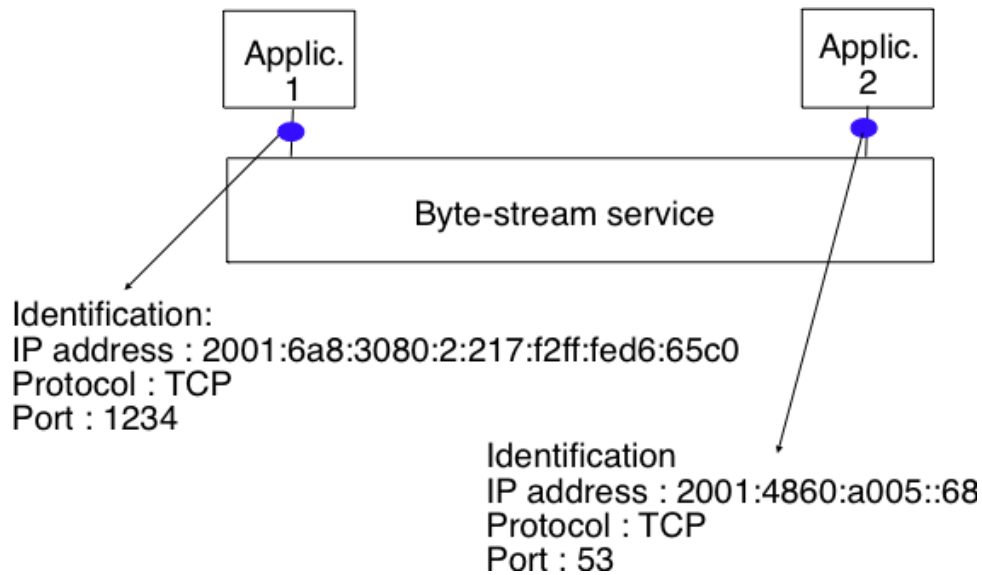 Applic.
1
Applic.
2
Byte-stream service
Identification:
IP address : 2001:6a8:3080:2:217:f2ff:fed6:65c0
Protocol : TCP
Port : 1234
Identification
IP address : 2001:4860:a005::68
Protocol : TCP
Port : 53